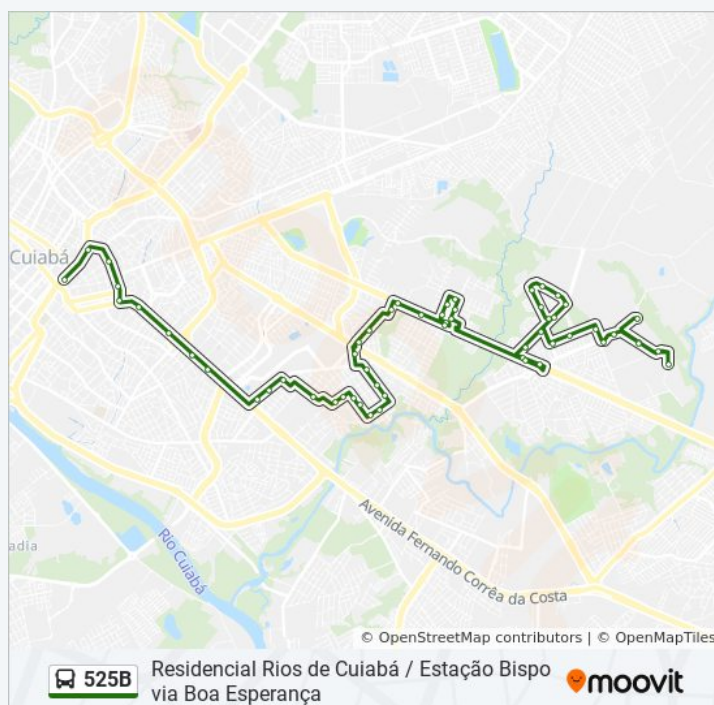 Cuiabá
adia
Rio Cuiabá
Avenida Fernando Corrêa da Costa
© OpenStreetMap contributors | © OpenMapTiles
525B
Residencial Rios de Cuiabá / Estação Bispo
via Boa Esperança
moovit